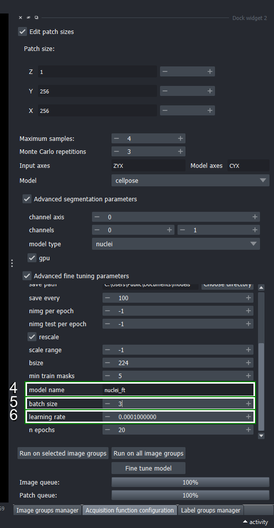 Dock widget 2
Edit patch sizes
Patch size:
Z 1
Y 256
X 256
Maximum samples: 4
Monte Carlo repetitions 3
Input axes ZYX Model axes CYX
Model cellpose
Advanced segmentation parameters
channel axis 0
channels 0 1
model type nuclei
gpu
Advanced fine tuning parameters
save path C:\Users\Public\Documents\models Choose directory
save every 100
nimg per epoch -1
nimg test per epoch -1
rescale
scale range -1
bsize 224
min train masks 5
4 model name nuclei_ft
5 batch size 3
6 learning rate 0.0001000000
n epochs 20
Run on selected image groups Run on all image groups
Fine tune model
Image queue: 100%
Patch queue: 100%
Image groups manager Acquisition function configuration Label groups manager
activity